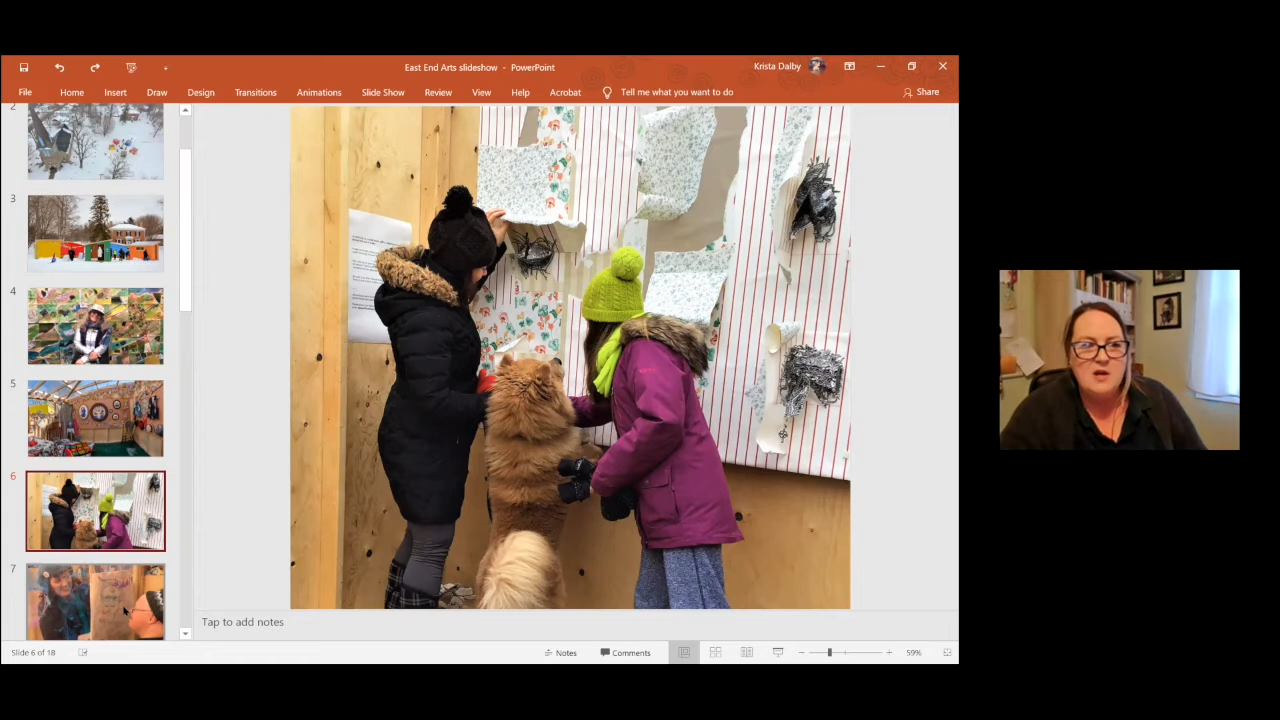 East End Arts slideshow - PowerPoint
Krista Dalby
File Home Insert Draw Design Transitions Animations Slide Show Review View Help Acrobat Tell me what you want to do Share
2
3
4
5
6
7
Tap to add notes
Slide 6 of 18 Notes Comments 59%